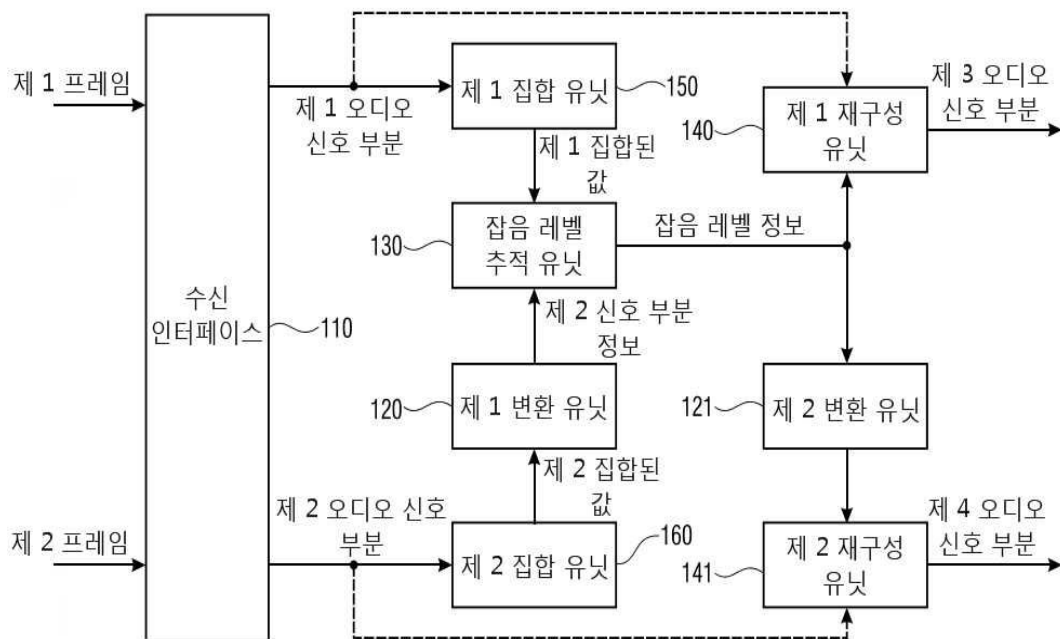 제 1 프레임
수신
인터페이스
110
제 2 프레임
제 1 오디오
신호 부분
제 1 집합 유닛
150
제 1 집합된
값
130
잡음 레벨
추적 유닛
잡음 레벨 정보
제 2 신호 부분
정보
120
제 1 변환 유닛
제 2 집합된
값
제 2 오디오 신호
부분
제 2 집합 유닛
160
140
제 1 재구성
유닛
제 3 오디오
신호 부분
121
제 2 변환 유닛
141
제 2 재구성
유닛
제 4 오디오
신호 부분